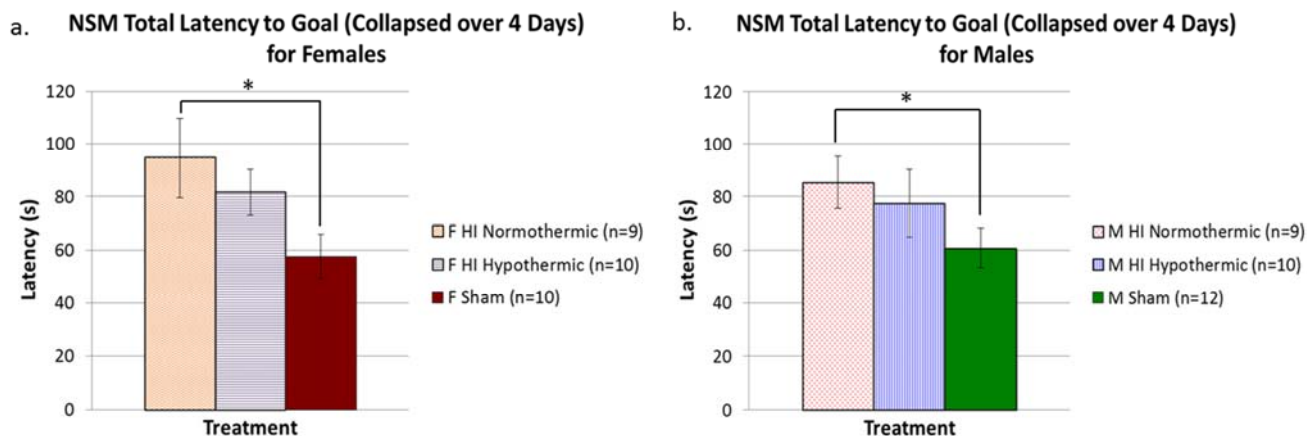 a.
NSM Total Latency to Goal (Collapsed over 4 Days)
for Females
Latency (s)
120
100
80
60
40
20
0
*
Treatment
F HI Normothermic (n=9)
F HI Hypothermic (n=10)
F Sham (n=10)
b.
NSM Total Latency to Goal (Collapsed over 4 Days)
for Males
Latency (s)
120
100
80
60
40
20
0
*
Treatment
M HI Normothermic (n=9)
M HI Hypothermic (n=10)
M Sham (n=12)